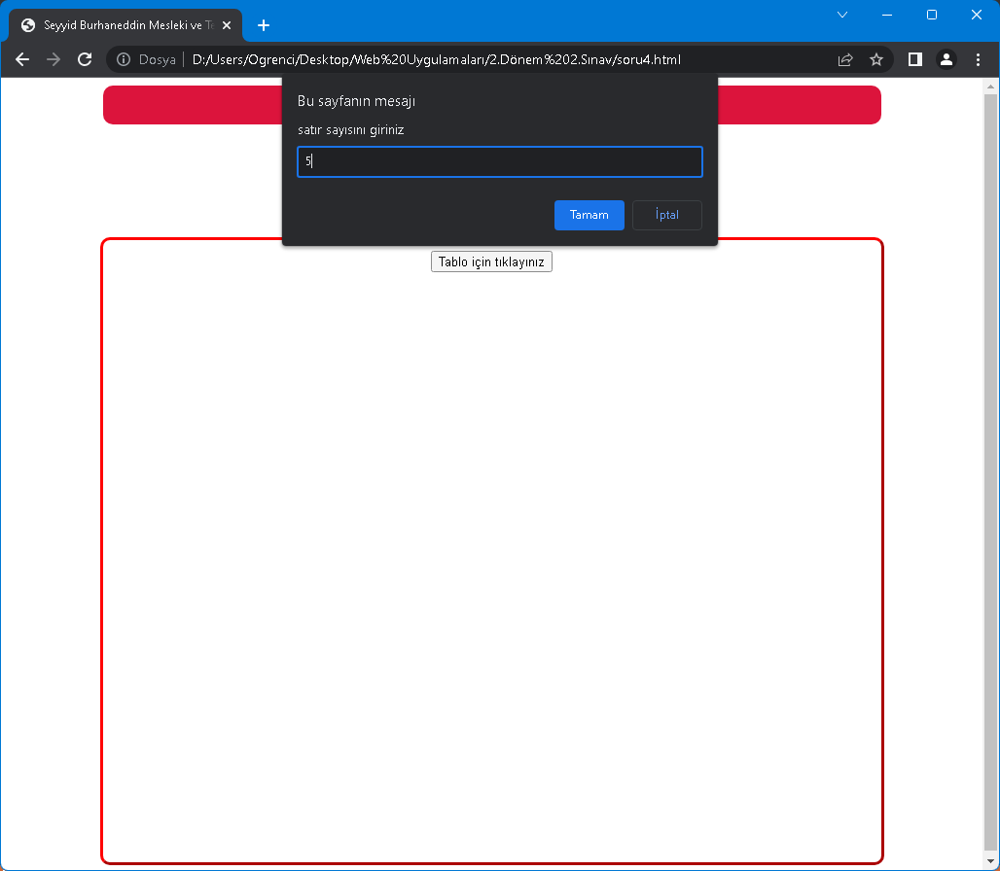 Seyyid Burhaneddin Mesleki ve Te
Dosya
D:/Users/Ogrenci/Desktop/Web%20Uygulamaları/2.Dönem%202.Sınav/soru4.html
Bu sayfanın mesajı
satır sayısını giriniz
5
Tamam
İptal
Tablo için tıklayınız